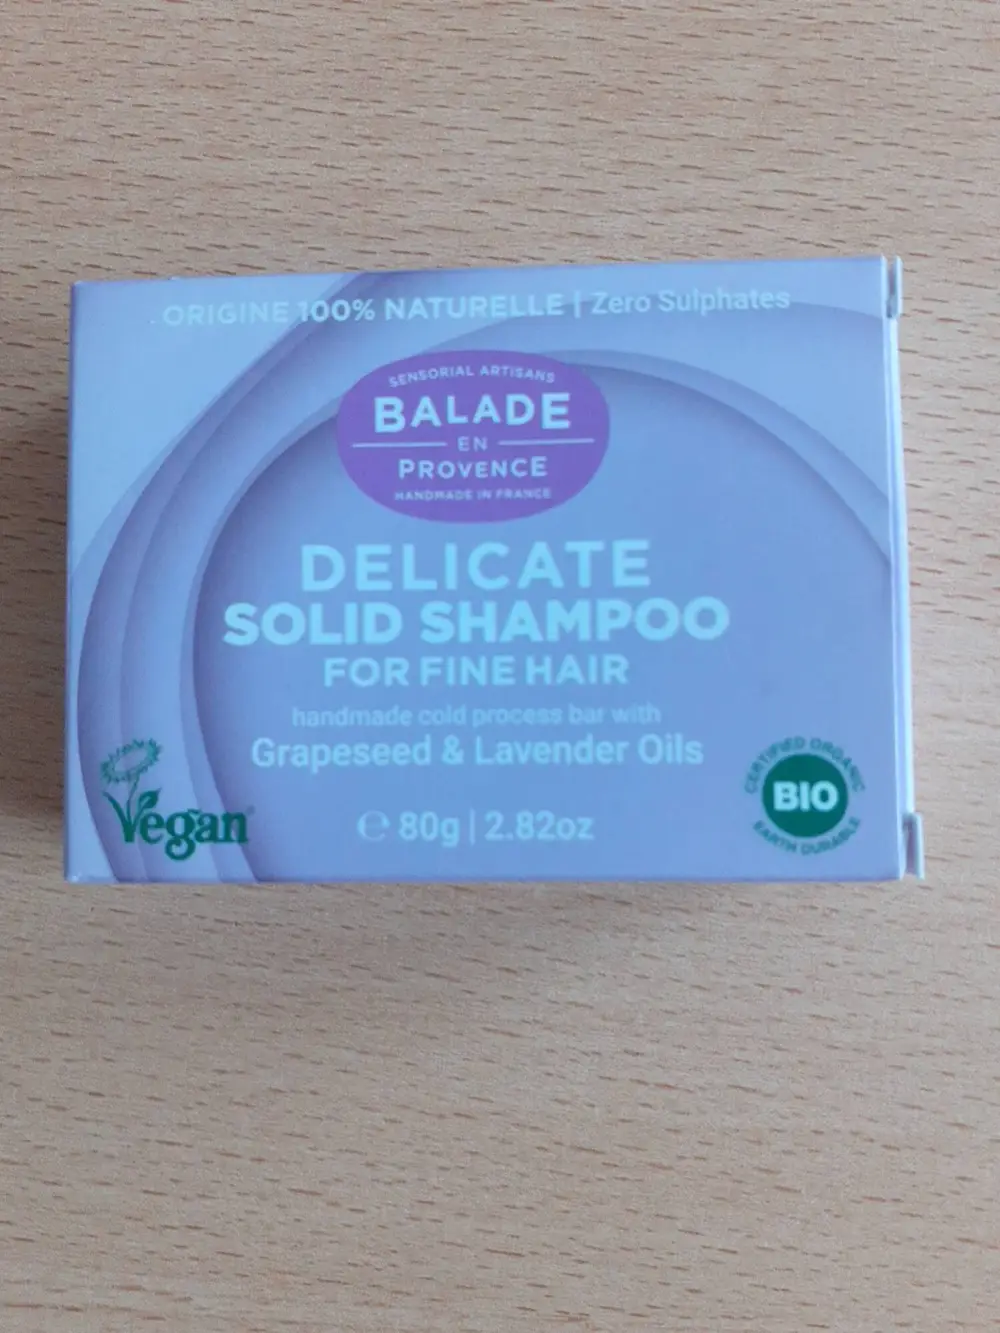 ORIGINE 100% NATURELLE | Zero Sulphates
SENSORIAL ARTISANS
BALADE
EN
PROVENCE
HANDMADE IN FRANCE
DELICATE
SOLID SHAMPOO
FOR FINE HAIR
handmade cold process bar with
Grapeseed & Lavender Oils
Vegan
℮ 80g | 2.82oz
CERTIFIED ORGANIC
BIO
EARTH DURABLE